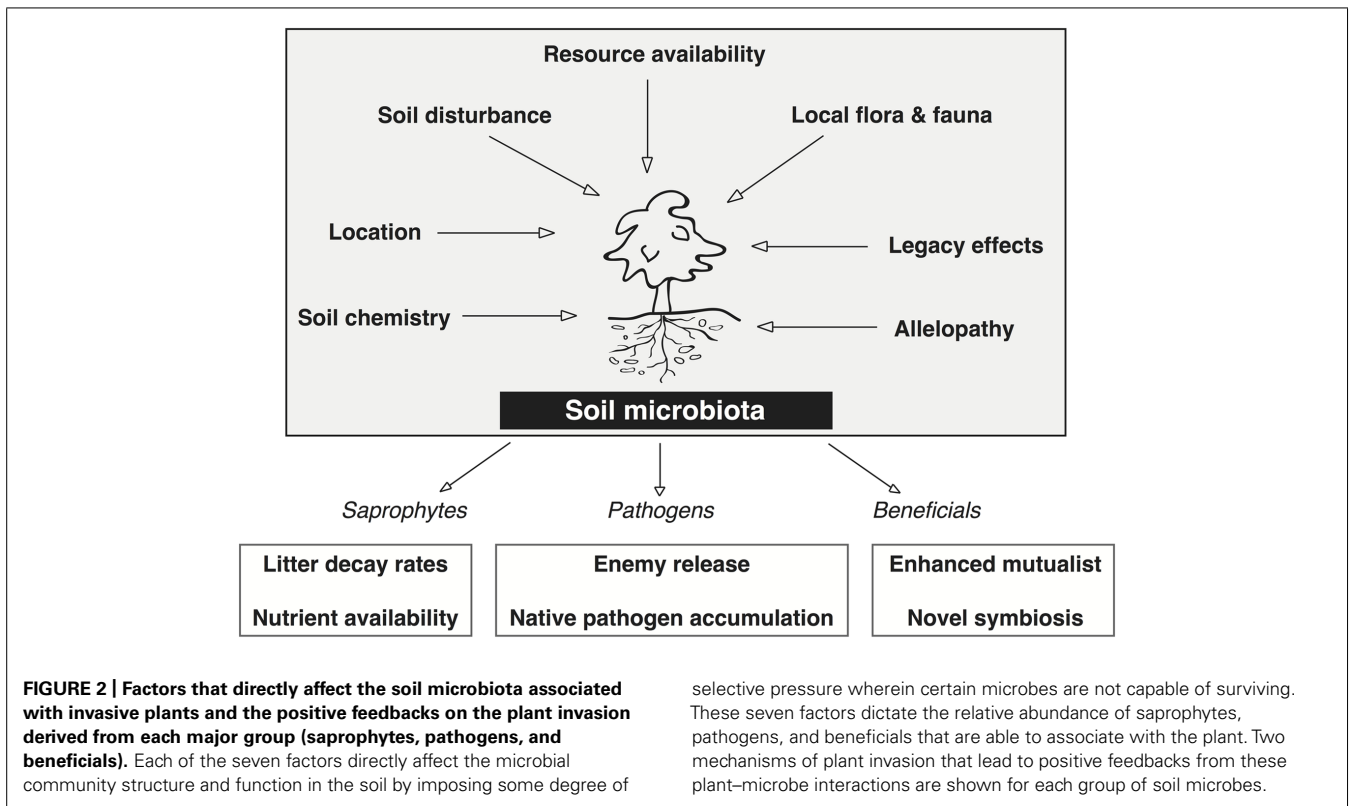 Resource availability
Soil disturbance
Local flora & fauna
Location
Legacy effects
Soil chemistry
Allelopathy
Soil microbiota
Saprophytes
Pathogens
Beneficials
Litter decay rates
Nutrient availability
Enemy release
Native pathogen accumulation
Enhanced mutualist
Novel symbiosis
FIGURE 2 | Factors that directly affect the soil microbiota associated
with invasive plants and the positive feedbacks on the plant invasion
derived from each major group (saprophytes, pathogens, and
beneficials). Each of the seven factors directly affect the microbial
community structure and function in the soil by imposing some degree of
selective pressure wherein certain microbes are not capable of surviving.
These seven factors dictate the relative abundance of saprophytes,
pathogens, and beneficials that are able to associate with the plant. Two
mechanisms of plant invasion that lead to positive feedbacks from these
plant–microbe interactions are shown for each group of soil microbes.